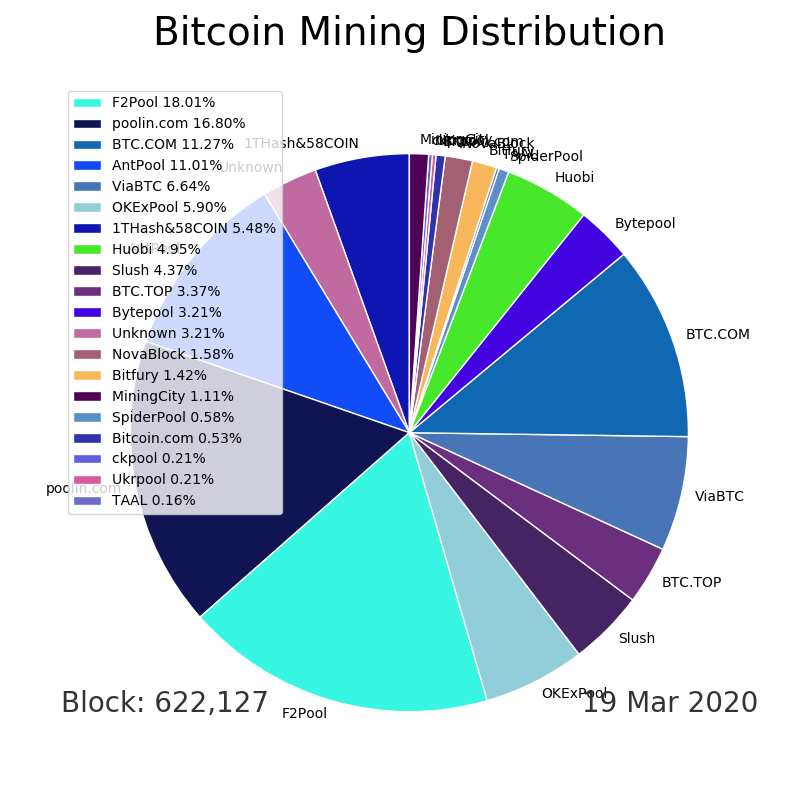 Bitcoin Mining Distribution
F2Pool 18.01%
poolin.com 16.80%
BTC.COM 11.27%
AntPool 11.01%
ViaBTC 6.64%
OKExPool 5.90%
1THash&58COIN 5.48%
Huobi 4.95%
Slush 4.37%
BTC.TOP 3.37%
Bytepool 3.21%
Unknown 3.21%
NovaBlock 1.58%
Bitfury 1.42%
MiningCity 1.11%
SpiderPool 0.58%
Bitcoin.com 0.53%
ckpool 0.21%
Ukrpool 0.21%
TAAL 0.16%
1THash&58COIN
MiningCity
NovaBlock
Bitfury
SpiderPool
Huobi
Unknown
Bytepool
BTC.COM
poolin.com
ViaBTC
BTC.TOP
Slush
OKExPool
F2Pool
Block: 622,127
19 Mar 2020